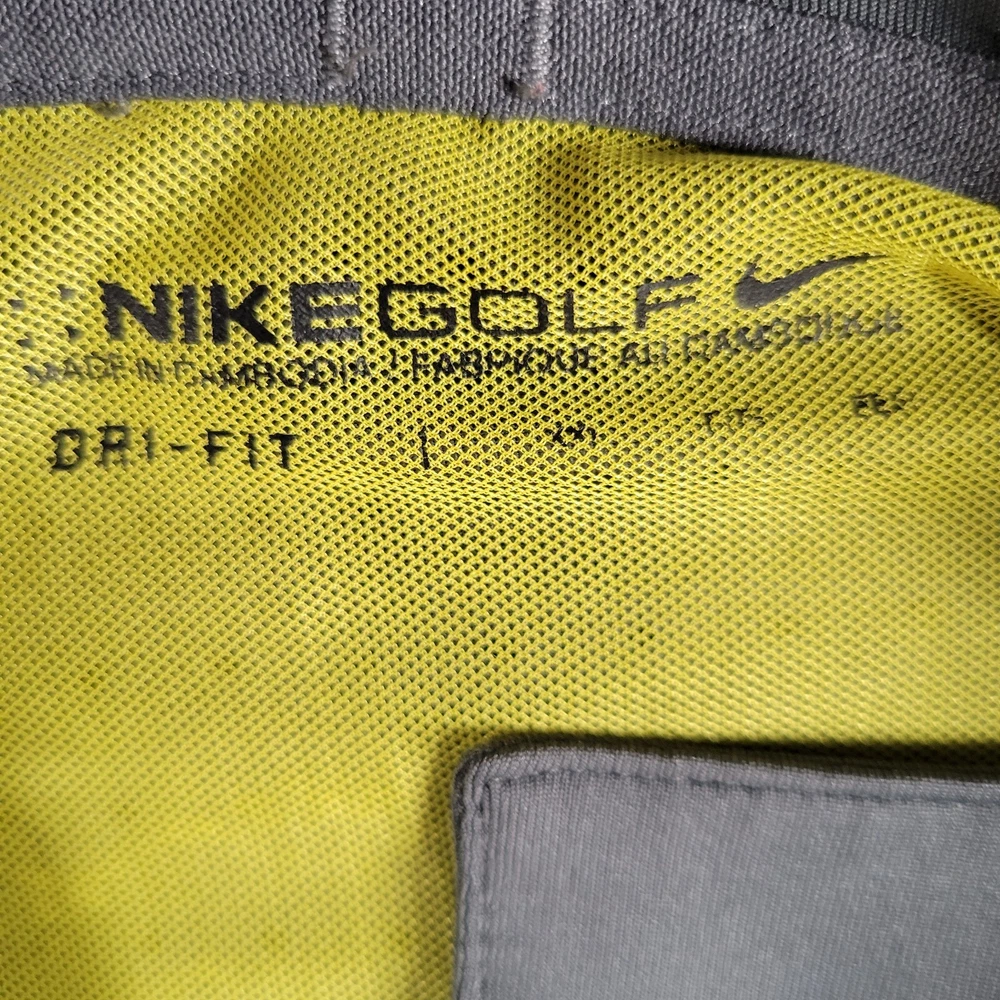 NIKEGOLF
MADE IN CAMBODIA / FABRIQUE AU CAMBODGE
DRI-FIT